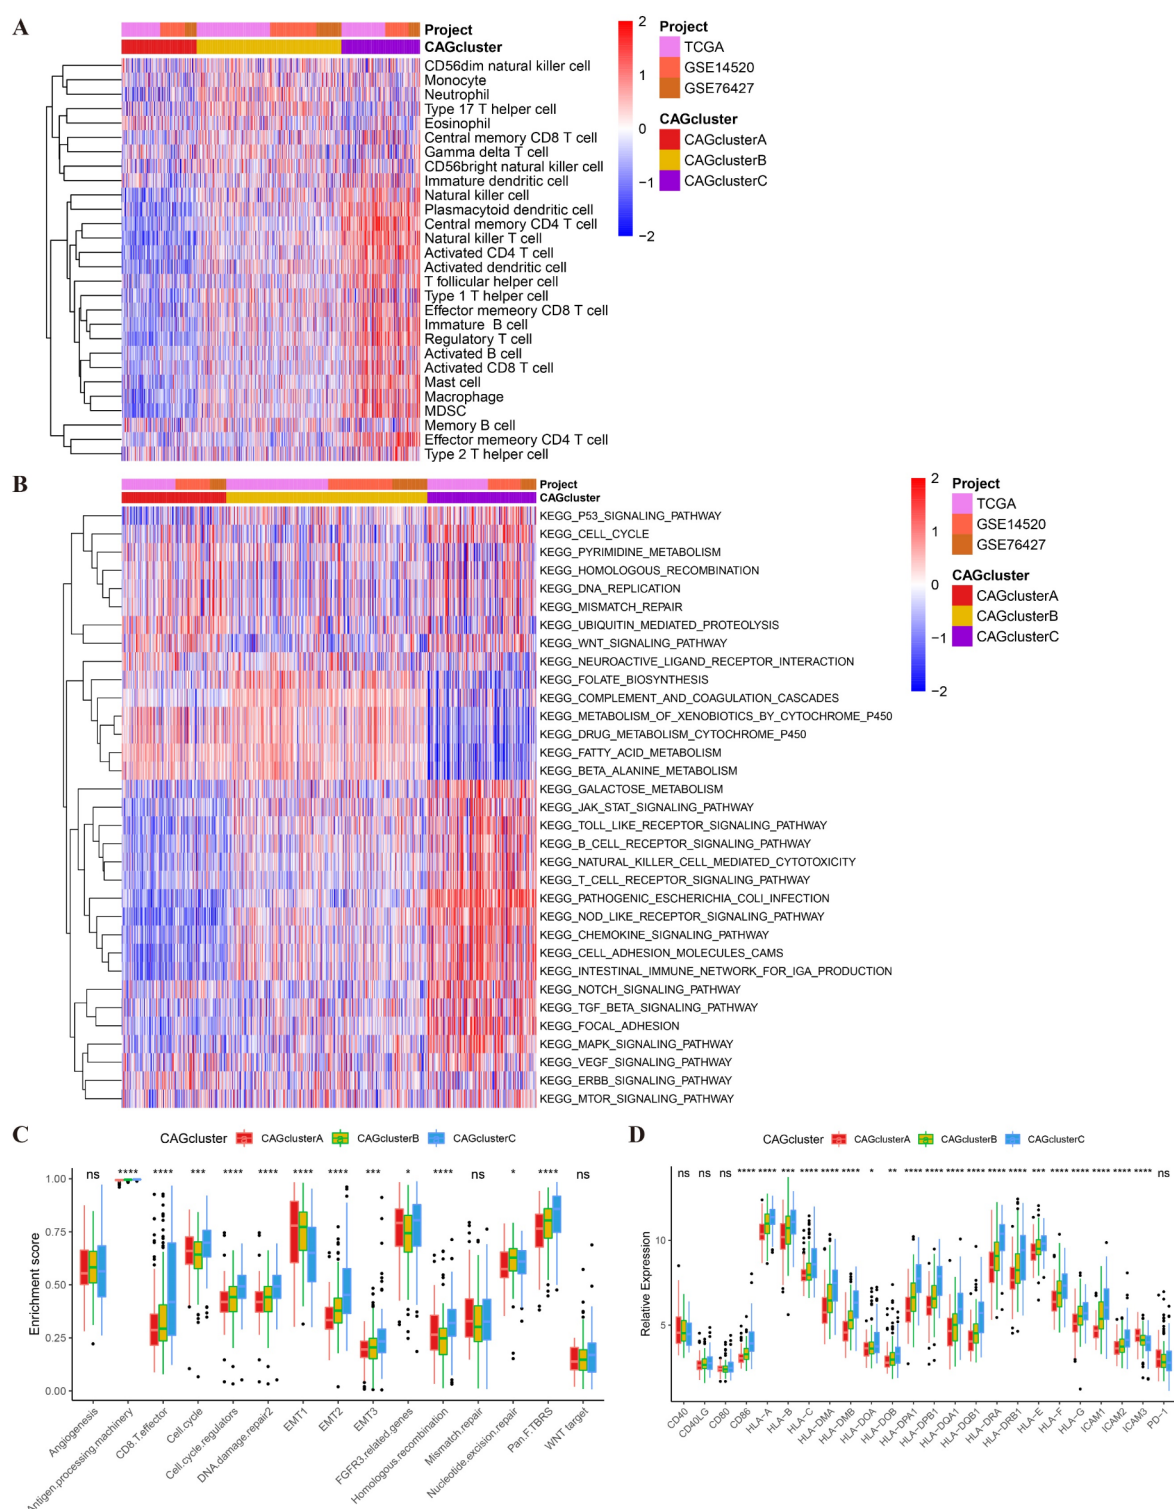 A
Project
CAGcluster
CD56dim natural killer cell
Monocyte
Neutrophil
Type 17 T helper cell
Eosinophil
Central memory CD8 T cell
Gamma delta T cell
CD56bright natural killer cell
Immature dendritic cell
Natural killer cell
Plasmacytoid dendritic cell
Central memory CD4 T cell
Natural killer T cell
Activated CD4 T cell
Activated dendritic cell
T follicular helper cell
Type 1 T helper cell
Effector memeory CD8 T cell
Immature  B cell
Regulatory T cell
Activated B cell
Activated CD8 T cell
Mast cell
Macrophage
MDSC
Memory B cell
Effector memeory CD4 T cell
Type 2 T helper cell
2
1
0
−1
−2
Project
TCGA
GSE14520
GSE76427
CAGcluster
CAGclusterA
CAGclusterB
CAGclusterC
B
Project
CAGcluster
KEGG_P53_SIGNALING_PATHWAY
KEGG_CELL_CYCLE
KEGG_PYRIMIDINE_METABOLISM
KEGG_HOMOLOGOUS_RECOMBINATION
KEGG_DNA_REPLICATION
KEGG_MISMATCH_REPAIR
KEGG_UBIQUITIN_MEDIATED_PROTEOLYSIS
KEGG_WNT_SIGNALING_PATHWAY
KEGG_NEUROACTIVE_LIGAND_RECEPTOR_INTERACTION
KEGG_FOLATE_BIOSYNTHESIS
KEGG_COMPLEMENT_AND_COAGULATION_CASCADES
KEGG_METABOLISM_OF_XENOBIOTICS_BY_CYTOCHROME_P450
KEGG_DRUG_METABOLISM_CYTOCHROME_P450
KEGG_FATTY_ACID_METABOLISM
KEGG_BETA_ALANINE_METABOLISM
KEGG_GALACTOSE_METABOLISM
KEGG_JAK_STAT_SIGNALING_PATHWAY
KEGG_TOLL_LIKE_RECEPTOR_SIGNALING_PATHWAY
KEGG_B_CELL_RECEPTOR_SIGNALING_PATHWAY
KEGG_NATURAL_KILLER_CELL_MEDIATED_CYTOTOXICITY
KEGG_T_CELL_RECEPTOR_SIGNALING_PATHWAY
KEGG_PATHOGENIC_ESCHERICHIA_COLI_INFECTION
KEGG_NOD_LIKE_RECEPTOR_SIGNALING_PATHWAY
KEGG_CHEMOKINE_SIGNALING_PATHWAY
KEGG_CELL_ADHESION_MOLECULES_CAMS
KEGG_INTESTINAL_IMMUNE_NETWORK_FOR_IGA_PRODUCTION
KEGG_NOTCH_SIGNALING_PATHWAY
KEGG_TGF_BETA_SIGNALING_PATHWAY
KEGG_FOCAL_ADHESION
KEGG_MAPK_SIGNALING_PATHWAY
KEGG_VEGF_SIGNALING_PATHWAY
KEGG_ERBB_SIGNALING_PATHWAY
KEGG_MTOR_SIGNALING_PATHWAY
2
1
0
−1
−2
Project
TCGA
GSE14520
GSE76427
CAGcluster
CAGclusterA
CAGclusterB
CAGclusterC
C
CAGcluster CAGclusterA CAGclusterB CAGclusterC
ns **** **** *** **** **** **** **** *** * **** ns * **** ns
Enrichment score
1.00
0.75
0.50
0.25
0.00
Angiogenesis
Antigen.processing.machinery
CD8.T.effector
Cell.cycle
Cell.cycle.regulators
DNA.damage.repair2
EMT1
EMT2
EMT3
FGFR3.related.genes
Homologous.recombination
Mismatch.repair
Nucleotide.excision.repair
Pan.F.TBRS
WNT target
D
CAGcluster CAGclusterA CAGclusterB CAGclusterC
ns ns ns **** **** *** **** **** **** * ** **** **** **** **** **** **** *** **** **** **** **** **** ns
Relative Expression
10
5
CD40
CD40LG
CD80
CD86
HLA−A
HLA−B
HLA−C
HLA−DMA
HLA−DMB
HLA−DOA
HLA−DOB
HLA−DPA1
HLA−DPB1
HLA−DQA1
HLA−DQB1
HLA−DRA
HLA−DRB1
HLA−E
HLA−F
HLA−G
ICAM1
ICAM2
ICAM3
PD−1